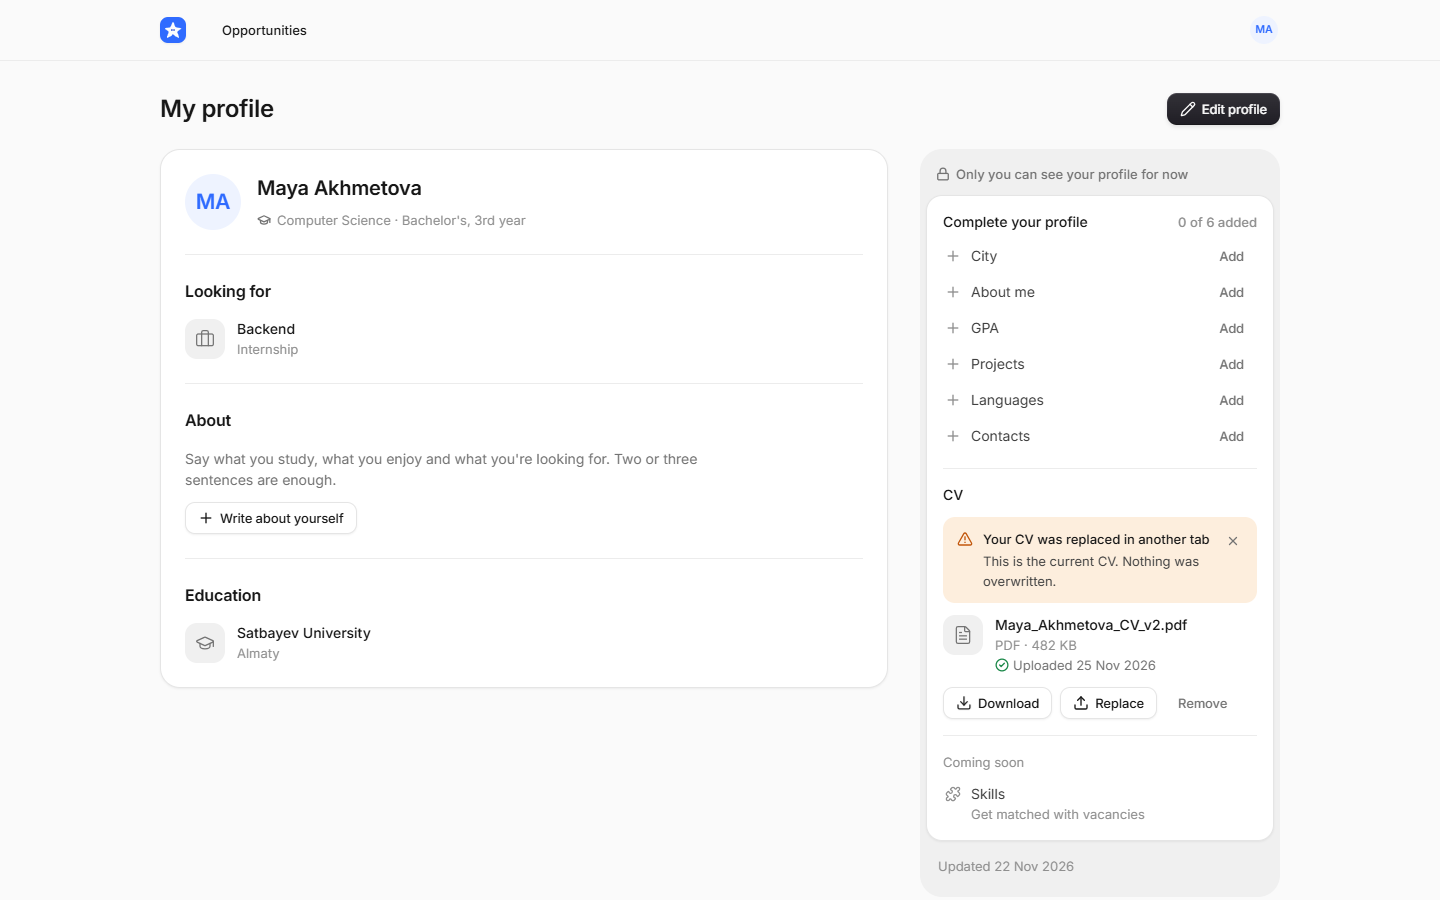 Opportunities
MA
My profile
Edit profile
MA
Maya Akhmetova
Computer Science · Bachelor's, 3rd year
Looking for
Backend
Internship
About
Say what you study, what you enjoy and what you're looking for. Two or three
sentences are enough.
Write about yourself
Education
Satbayev University
Almaty
Only you can see your profile for now
Complete your profile
0 of 6 added
City
Add
About me
Add
GPA
Add
Projects
Add
Languages
Add
Contacts
Add
CV
Your CV was replaced in another tab
This is the current CV. Nothing was
overwritten.
Maya_Akhmetova_CV_v2.pdf
PDF · 482 KB
Uploaded 25 Nov 2026
Download
Replace
Remove
Coming soon
Skills
Get matched with vacancies
Updated 22 Nov 2026